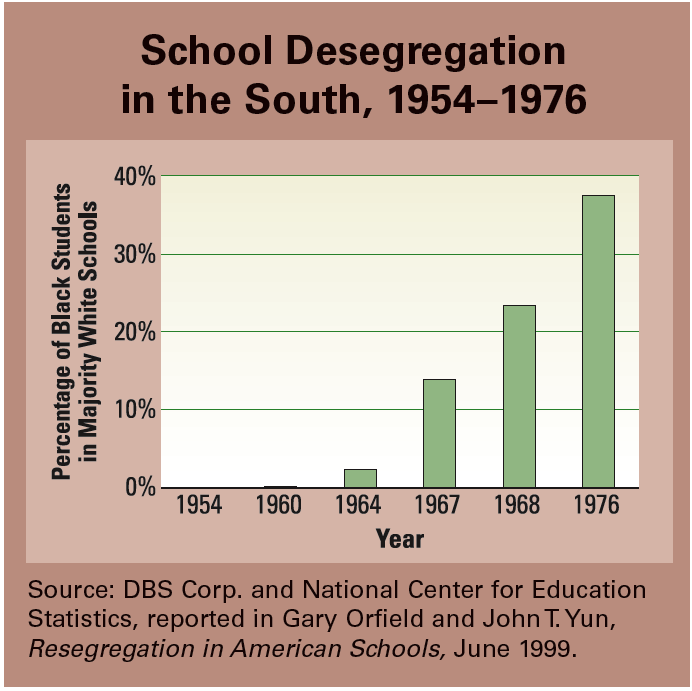 School Desegregation
in the South, 1954–1976
Percentage of Black Students
in Majority White Schools
40%
30%
20%
10%
0%
1954 1960 1964 1967 1968 1976
Year
Source: DBS Corp. and National Center for Education
Statistics, reported in Gary Orfield and John T. Yun,
Resegregation in American Schools, June 1999.